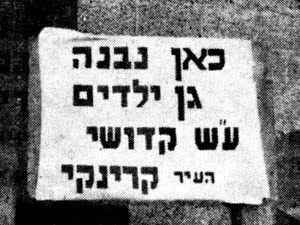 כאן נבנה
גן ילדים
ע"ש קדושי
העיר קרינקי